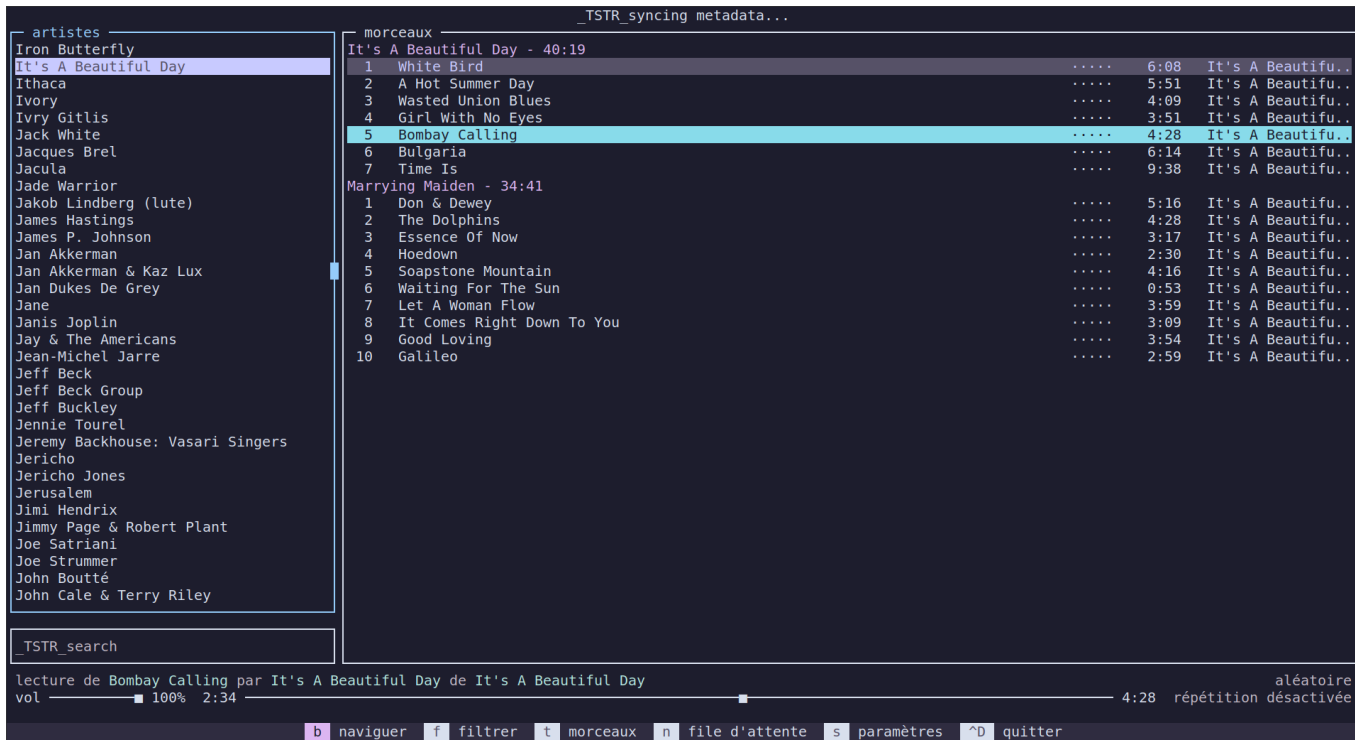 _TSTR_syncing metadata...
artistes
Iron Butterfly
It's A Beautiful Day
Ithaca
Ivory
Ivry Gitlis
Jack White
Jacques Brel
Jacula
Jade Warrior
Jakob Lindberg (lute)
James Hastings
James P. Johnson
Jan Akkerman
Jan Akkerman & Kaz Lux
Jan Dukes De Grey
Jane
Janis Joplin
Jay & The Americans
Jean-Michel Jarre
Jeff Beck
Jeff Beck Group
Jeff Buckley
Jennie Tourel
Jeremy Backhouse: Vasari Singers
Jericho
Jericho Jones
Jerusalem
Jimi Hendrix
Jimmy Page & Robert Plant
Joe Satriani
Joe Strummer
John Boutté
John Cale & Terry Riley
_TSTR_search
morceaux
It's A Beautiful Day - 40:19
1 White Bird ····· 6:08 It's A Beautifu..
2 A Hot Summer Day ····· 5:51 It's A Beautifu..
3 Wasted Union Blues ····· 4:09 It's A Beautifu..
4 Girl With No Eyes ····· 3:51 It's A Beautifu..
5 Bombay Calling ····· 4:28 It's A Beautifu..
6 Bulgaria ····· 6:14 It's A Beautifu..
7 Time Is ····· 9:38 It's A Beautifu..
Marrying Maiden - 34:41
1 Don & Dewey ····· 5:16 It's A Beautifu..
2 The Dolphins ····· 4:28 It's A Beautifu..
3 Essence Of Now ····· 3:17 It's A Beautifu..
4 Hoedown ····· 2:30 It's A Beautifu..
5 Soapstone Mountain ····· 4:16 It's A Beautifu..
6 Waiting For The Sun ····· 0:53 It's A Beautifu..
7 Let A Woman Flow ····· 3:59 It's A Beautifu..
8 It Comes Right Down To You ····· 3:09 It's A Beautifu..
9 Good Loving ····· 3:54 It's A Beautifu..
10 Galileo ····· 2:59 It's A Beautifu..
lecture de Bombay Calling par It's A Beautiful Day de It's A Beautiful Day aléatoire
vol 100% 2:34 4:28 répétition désactivée
b naviguer f filtrer t morceaux n file d'attente s paramètres ^D quitter